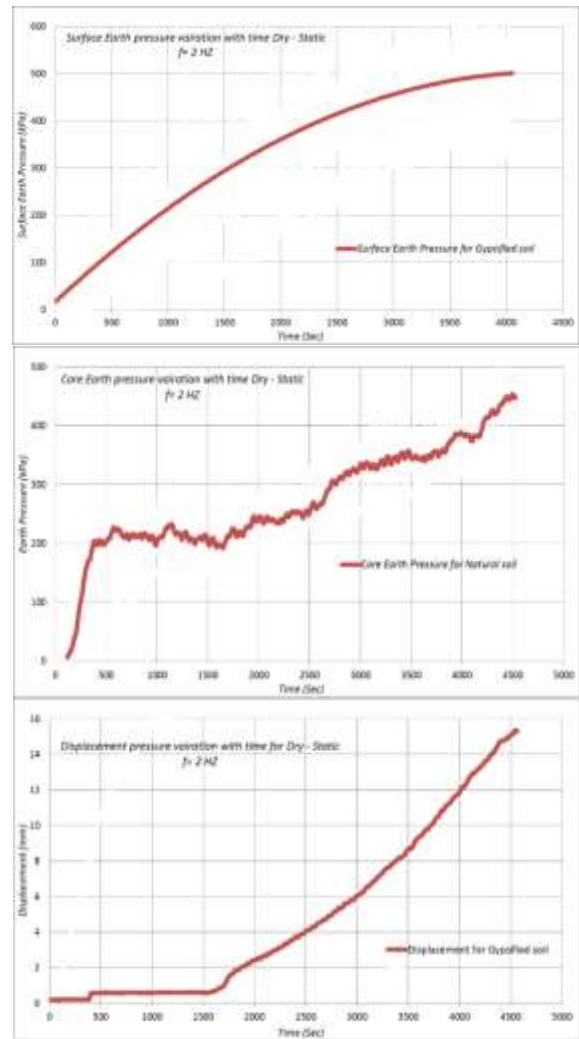 Surface Earth pressure vairation with time Dry - Static
f= 2 HZ
600
500
400
300
200
100
0
Surface Earth Pressure (kPa)
Surface Earth Pressure for Gypsified soil
0 500 1000 1500 2000 2500 3000 3500 4000 4500
Time (Sec)
Core Earth pressure vairation with time Dry - Static
f= 2 HZ
500
400
300
200
100
0
Earth Pressure (kPa)
Core Earth Pressure for Natural soil
0 500 1000 1500 2000 2500 3000 3500 4000 4500 5000
Time (Sec)
Displacement pressure vairation with time for Dry - Static
f= 2 HZ
16
14
12
10
8
6
4
2
0
Displacement (mm)
Displacement for Gypsified soil
0 500 1000 1500 2000 2500 3000 3500 4000 4500 5000
Time (Sec)